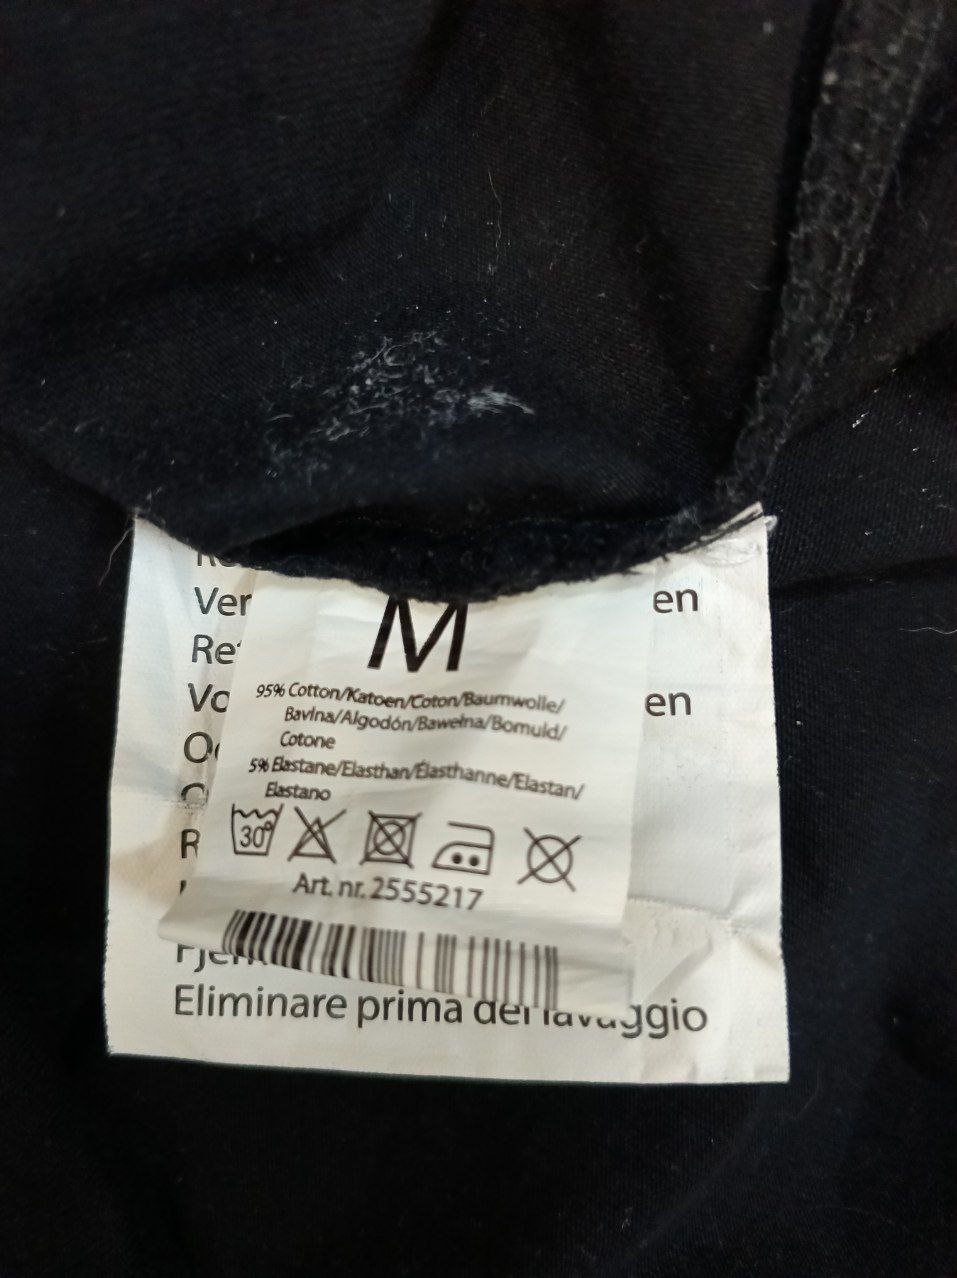 M
95% Cotton/Katoen/Coton/Baumwolle/
Bavlna/Algodón/Bawełna/Bomuld/
Cotone
5% Elastane/Elasthan/Élasthanne/Elastan/
Elastano
30°
Art. nr. 2555217
Ver en
Vo en
Eliminare prima del lavaggio